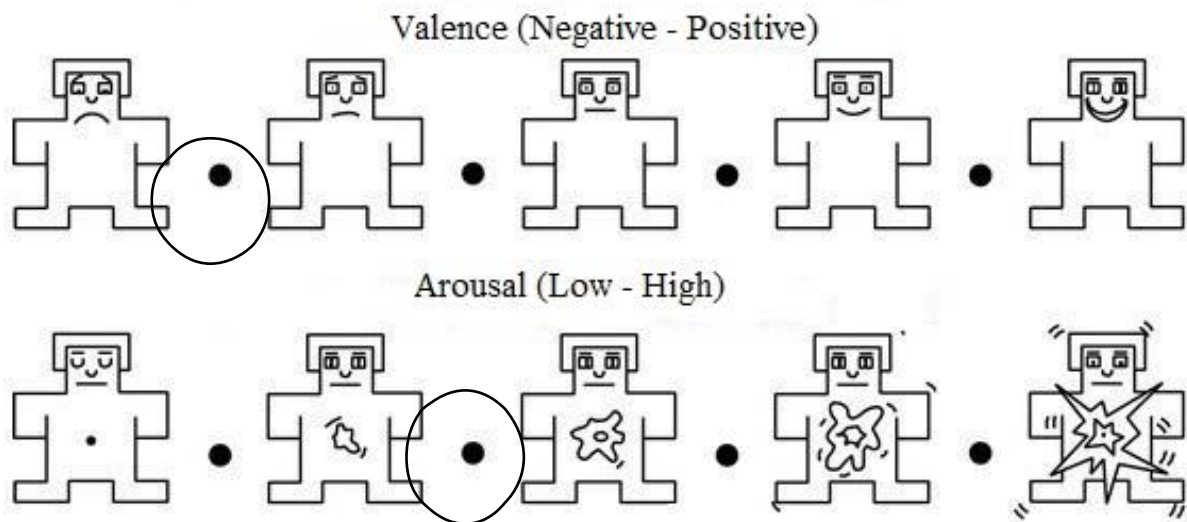 Valence (Negative - Positive)
Arousal (Low - High)